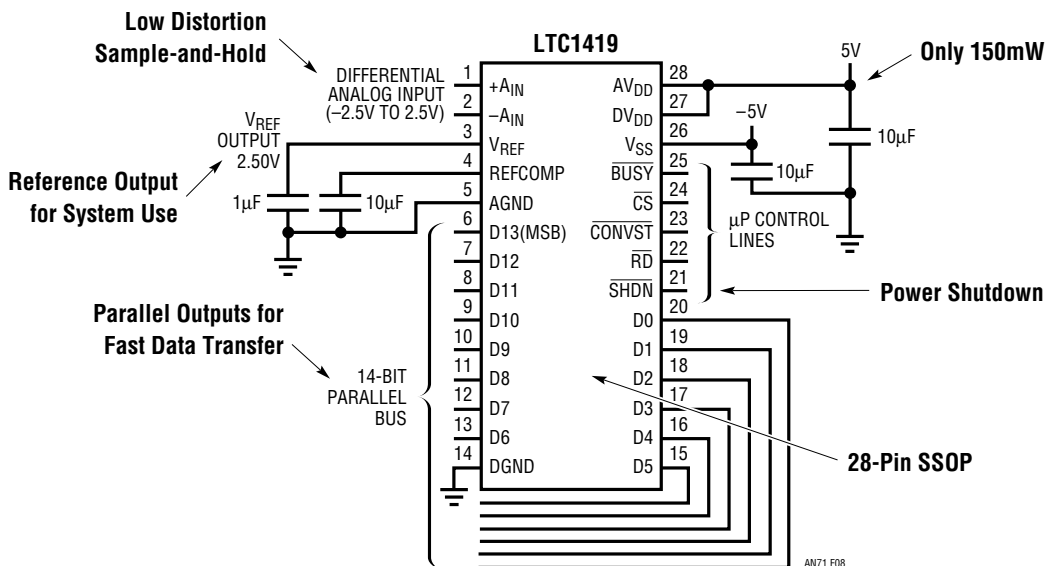 Low Distortion
Sample-and-Hold
LTC1419
5V
Only 150mW
DIFFERENTIAL
ANALOG INPUT
(–2.5V TO 2.5V)
1
+AIN
2
–AIN
3
VREF
4
REFCOMP
5
AGND
6
D13(MSB)
7
D12
8
D11
9
D10
10
D9
11
D8
12
D7
13
D6
14
DGND
28
AVDD
27
DVDD
26
VSS
25
BUSY
24
CS
23
CONVST
22
RD
21
SHDN
20
D0
19
D1
18
D2
17
D3
16
D4
15
D5
VREF
OUTPUT
2.50V
Reference Output
for System Use
1µF
10µF
–5V
10µF
10µF
µP CONTROL
LINES
Power Shutdown
Parallel Outputs for
Fast Data Transfer
14-BIT
PARALLEL
BUS
28-Pin SSOP
AN71 F08